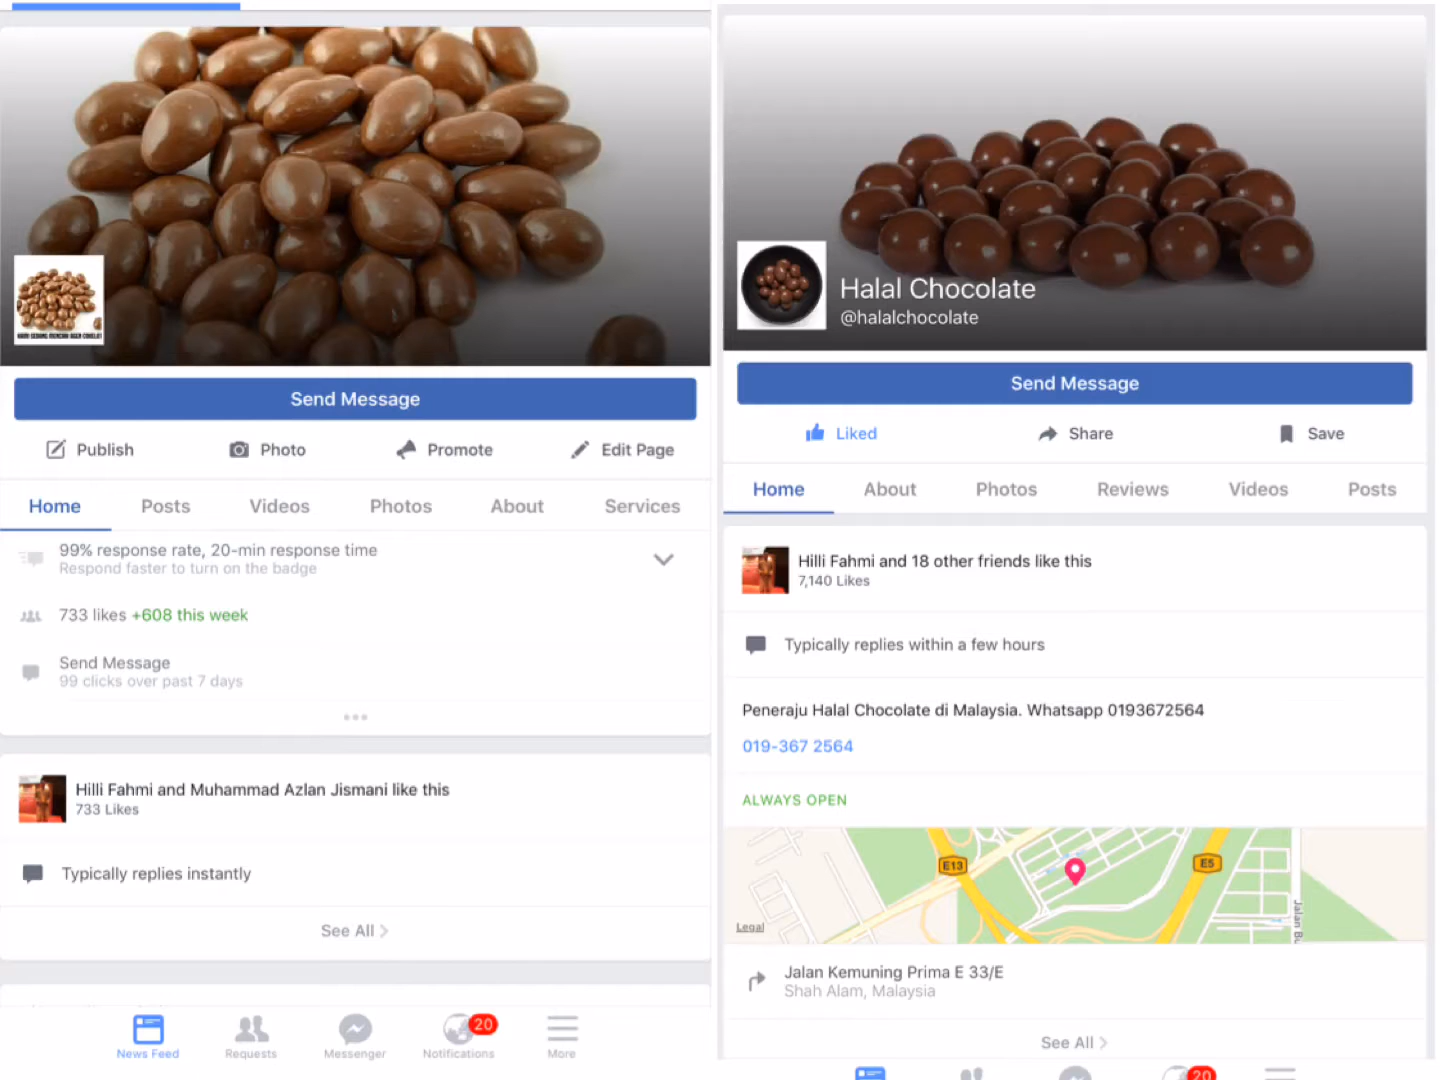 HARI SEDANG MENCARI AGEN COKELAT
Send Message
Publish
Photo
Promote
Edit Page
Home
Posts
Videos
Photos
About
Services
99% response rate, 20-min response time
Respond faster to turn on the badge
733 likes +608 this week
Send Message
99 clicks over past 7 days
Hilli Fahmi and Muhammad Azlan Jismani like this
733 Likes
Typically replies instantly
See All
News Feed
Requests
Messenger
20
Notifications
More
Halal Chocolate
@halalchocolate
Send Message
Liked
Share
Save
Home
About
Photos
Reviews
Videos
Posts
Hilli Fahmi and 18 other friends like this
7,140 Likes
Typically replies within a few hours
Peneraju Halal Chocolate di Malaysia. Whatsapp 0193672564
019-367 2564
ALWAYS OPEN
E13
E5
Legal
Jalan
Jalan Kemuning Prima E 33/E
Shah Alam, Malaysia
See All
20